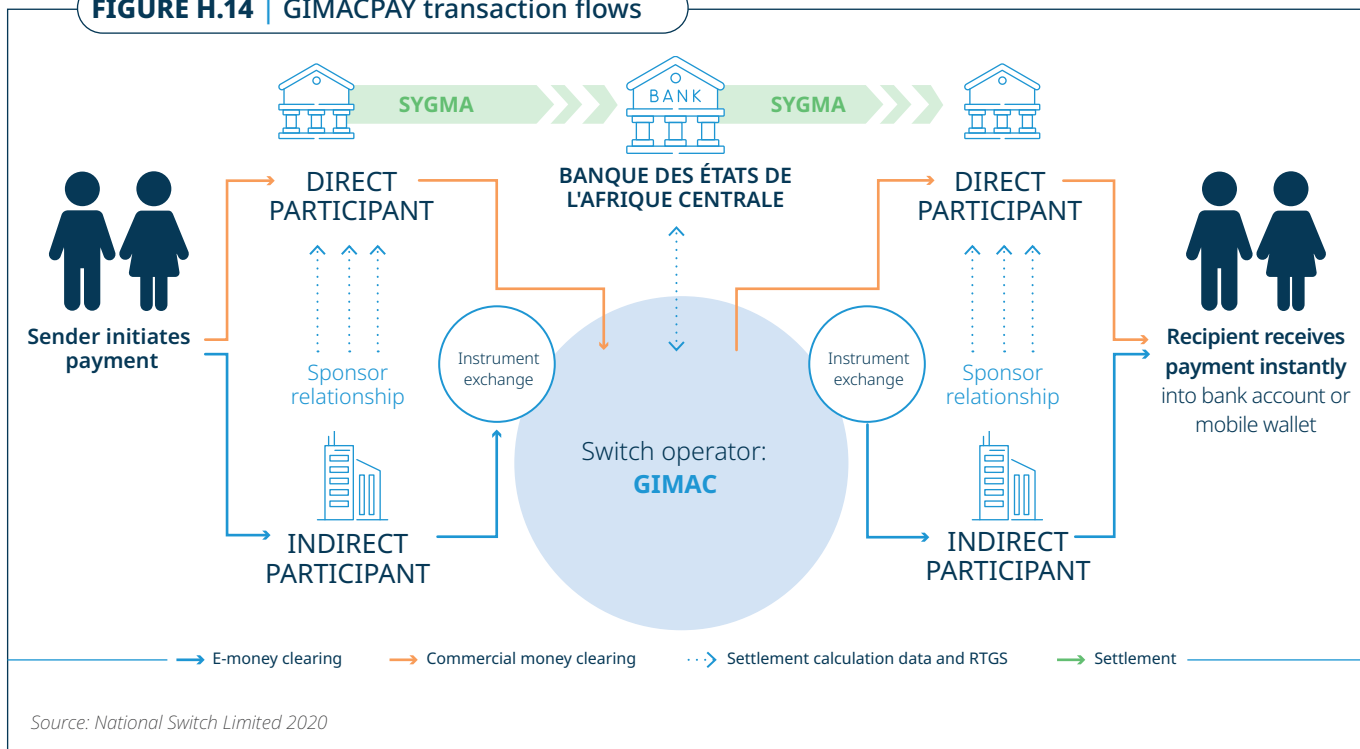 FIGURE H.14 | GIMACPAY transaction flows
SYGMA
BANK
SYGMA
BANQUE DES ÉTATS DE
L'AFRIQUE CENTRALE
DIRECT
PARTICIPANT
DIRECT
PARTICIPANT
Sender initiates
payment
Instrument
exchange
Instrument
exchange
Recipient receives
payment instantly
into bank account or
mobile wallet
Sponsor
relationship
Sponsor
relationship
Switch operator:
GIMAC
INDIRECT
PARTICIPANT
INDIRECT
PARTICIPANT
E-money clearing
Commercial money clearing
Settlement calculation data and RTGS
Settlement
Source: National Switch Limited 2020